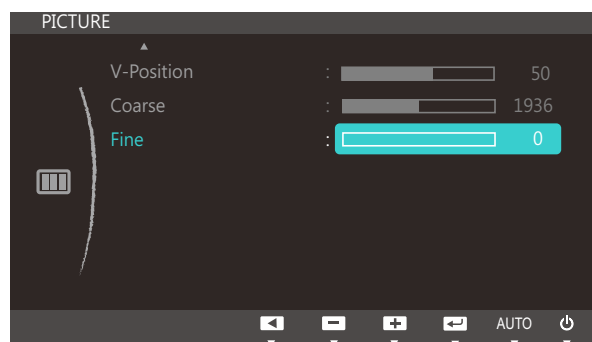 PICTURE
V-Position : 50
Coarse : 1936
Fine : 0
AUTO